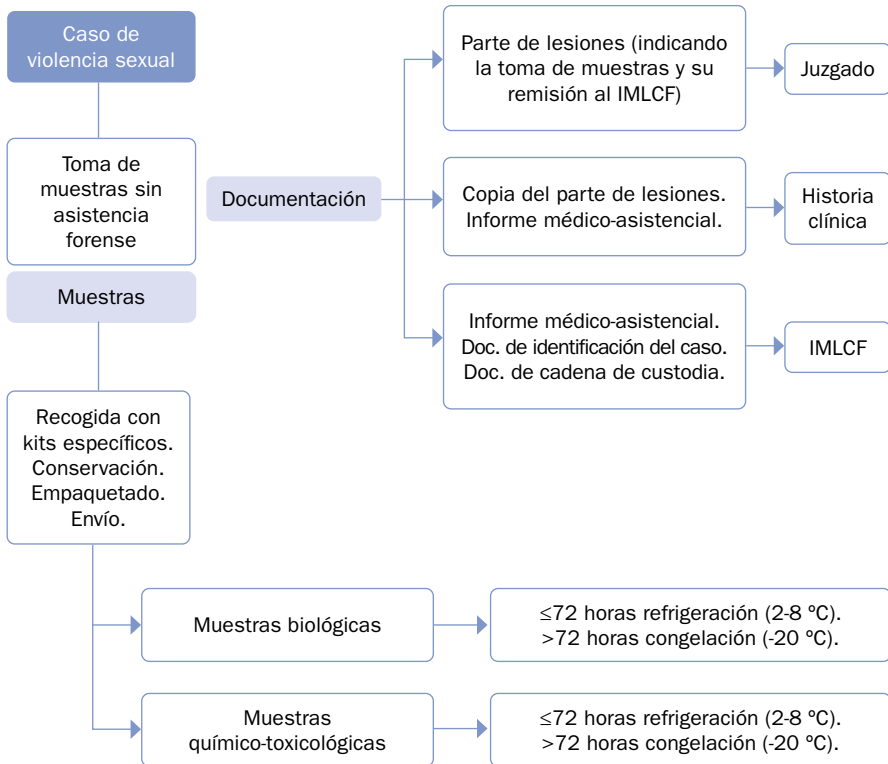 Caso de
violencia sexual
Toma de
muestras sin
asistencia
forense
Documentación
Parte de lesiones (indicando
la toma de muestras y su
remisión al IMLCF)
Juzgado
Copia del parte de lesiones.
Informe médico-asistencial.
Historia
clínica
Informe médico-asistencial.
Doc. de identificación del caso.
Doc. de cadena de custodia.
IMLCF
Muestras
Recogida con
kits específicos.
Conservación.
Empaquetado.
Envío.
Muestras biológicas
≤72 horas refrigeración (2-8 ºC).
>72 horas congelación (-20 ºC).
Muestras
químico-toxicológicas
≤72 horas refrigeración (2-8 ºC).
>72 horas congelación (-20 ºC).